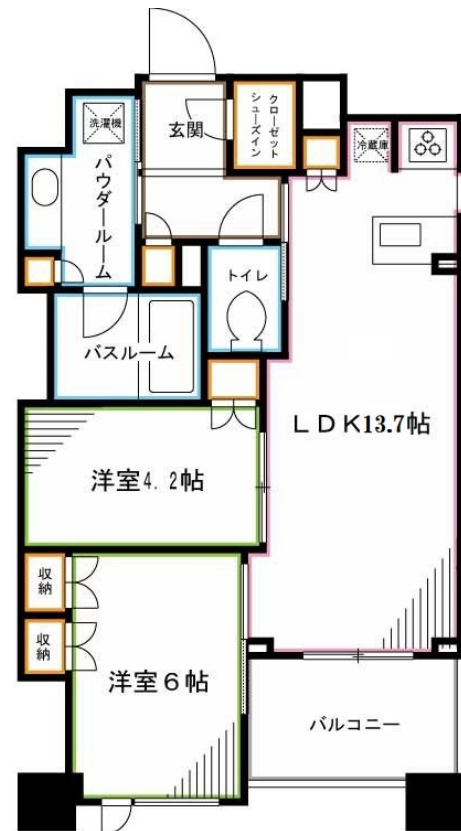 クローゼット
シューズイン
洗濯機
玄関
冷蔵庫
パウダールーム
トイレ
バスルーム
ＬＤＫ13.7帖
洋室4.2帖
収納
収納
洋室６帖
バルコニー